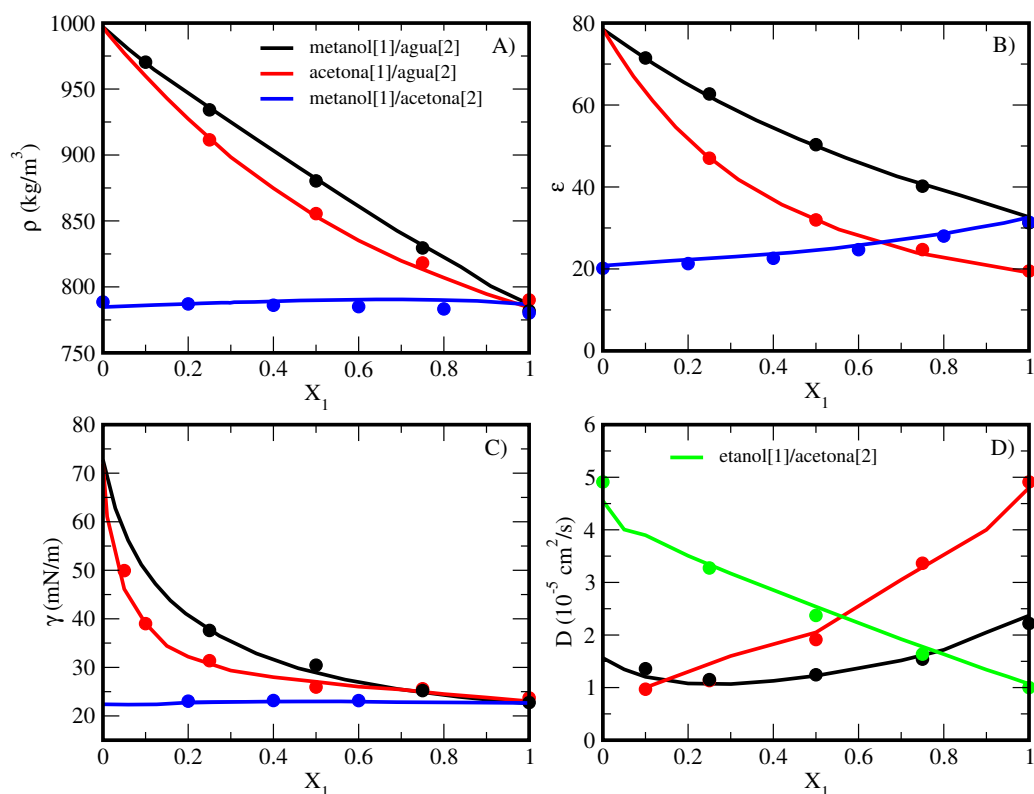 1000
950
900
850
800
750
ρ (kg/m³)
metanol[1]/agua[2]
acetona[1]/agua[2]
metanol[1]/acetona[2]
A)
0 0.2 0.4 0.6 0.8 1
X₁
80
60
40
20
0
ε
B)
0 0.2 0.4 0.6 0.8 1
X₁
80
70
60
50
40
30
20
γ (mN/m)
C)
0 0.2 0.4 0.6 0.8 1
X₁
6
5
4
3
2
1
0
D (10⁻⁵ cm²/s)
etanol[1]/acetona[2]
D)
0 0.2 0.4 0.6 0.8 1
X₁